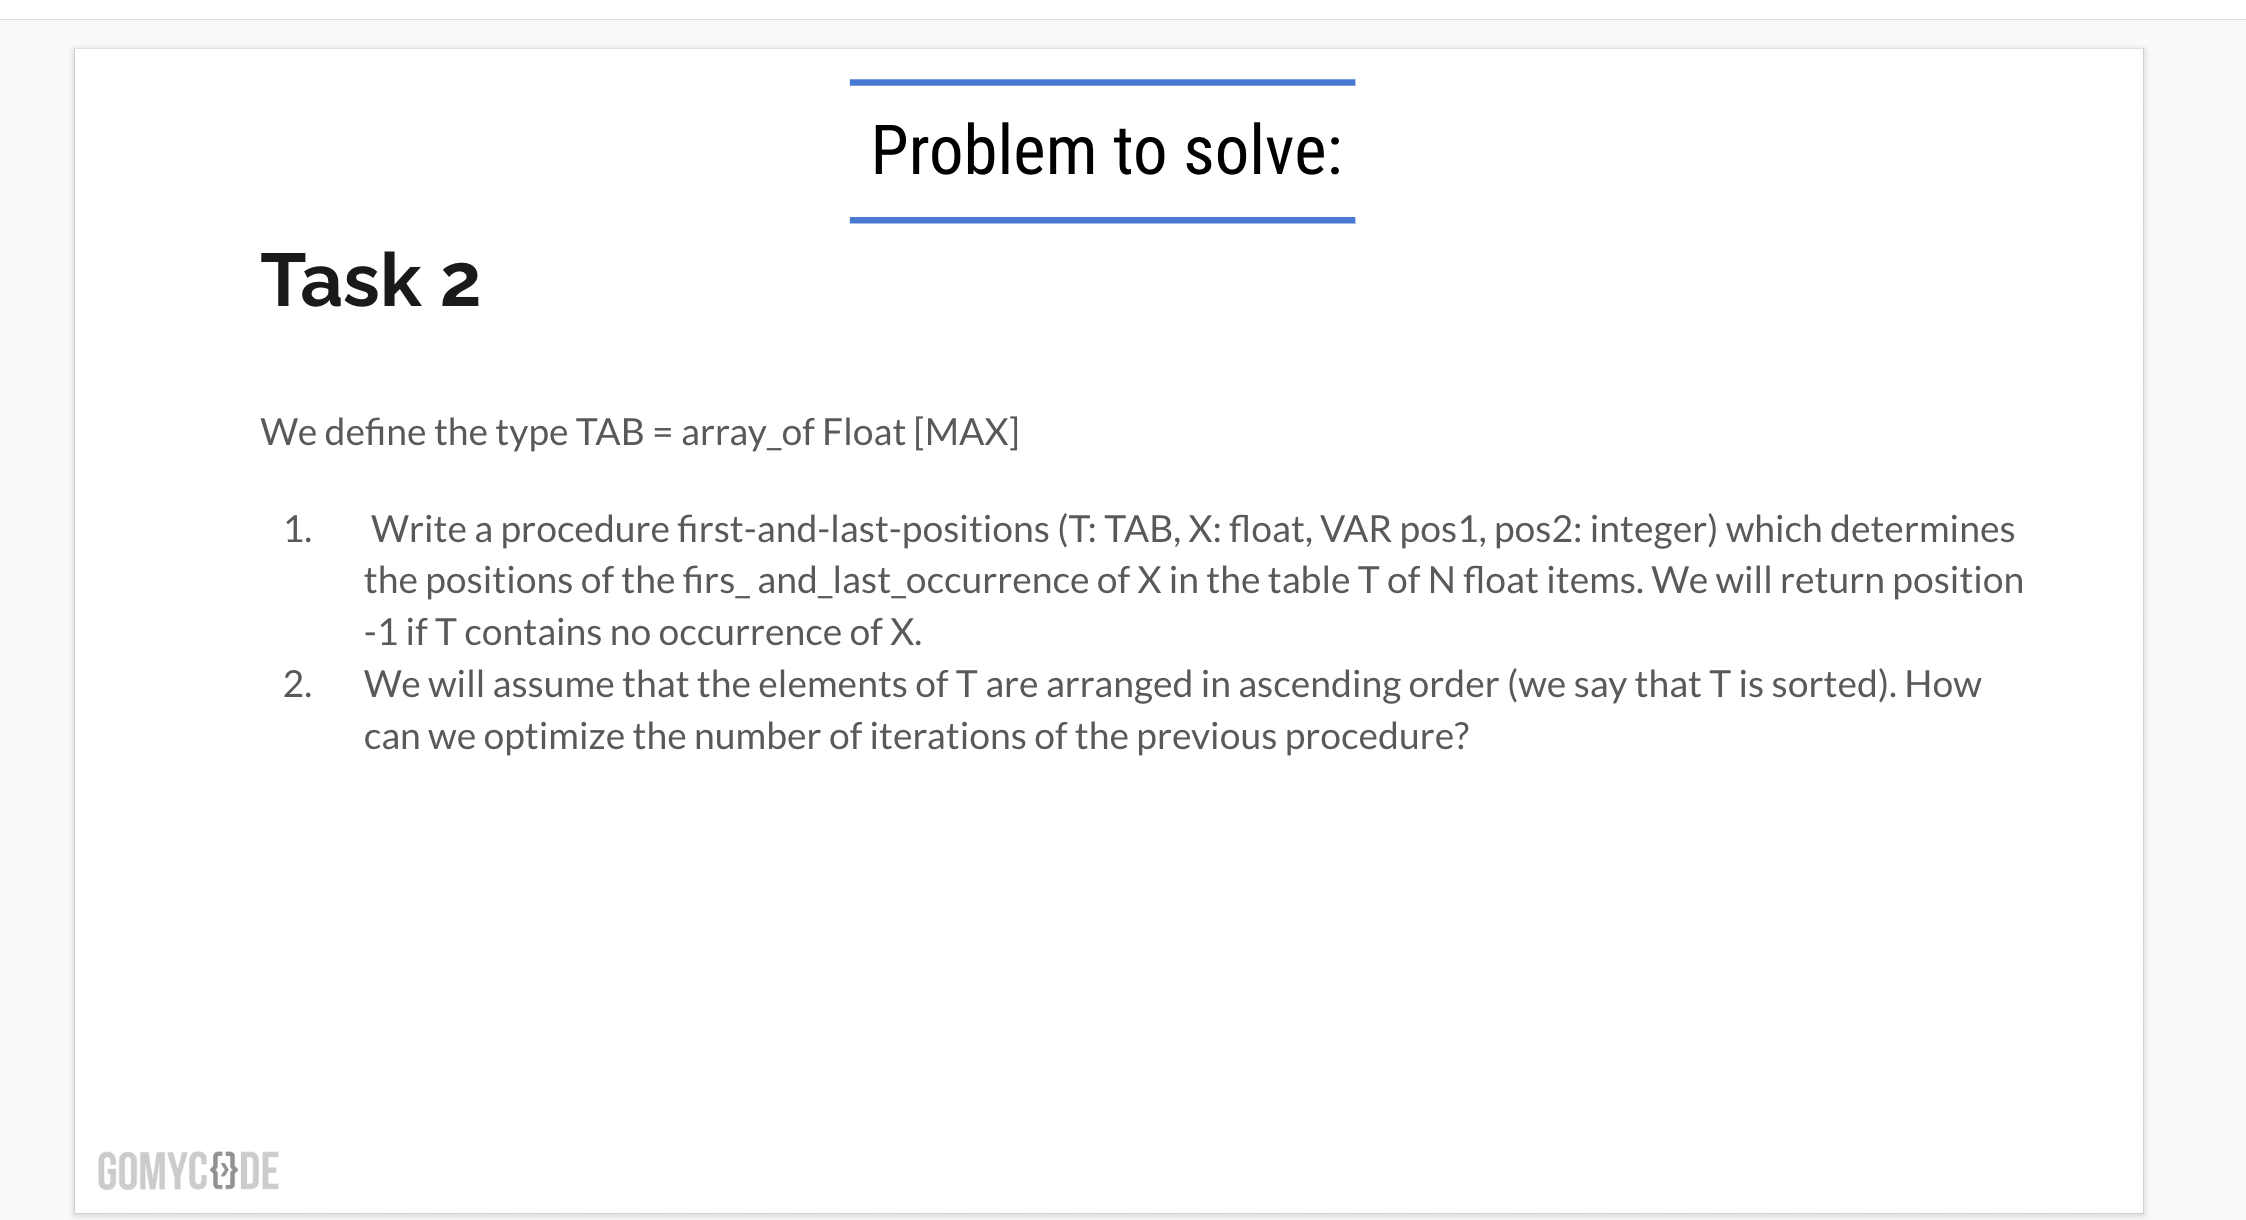 Problem to solve:
Task 2
We define the type TAB = array_of Float [MAX]
1. Write a procedure first-and-last-positions (T: TAB, X: float, VAR pos1, pos2: integer) which determines
the positions of the firs_ and_last_occurrence of X in the table T of N float items. We will return position
-1 if T contains no occurrence of X.
2. We will assume that the elements of T are arranged in ascending order (we say that T is sorted). How
can we optimize the number of iterations of the previous procedure?
GOMYC{}DE